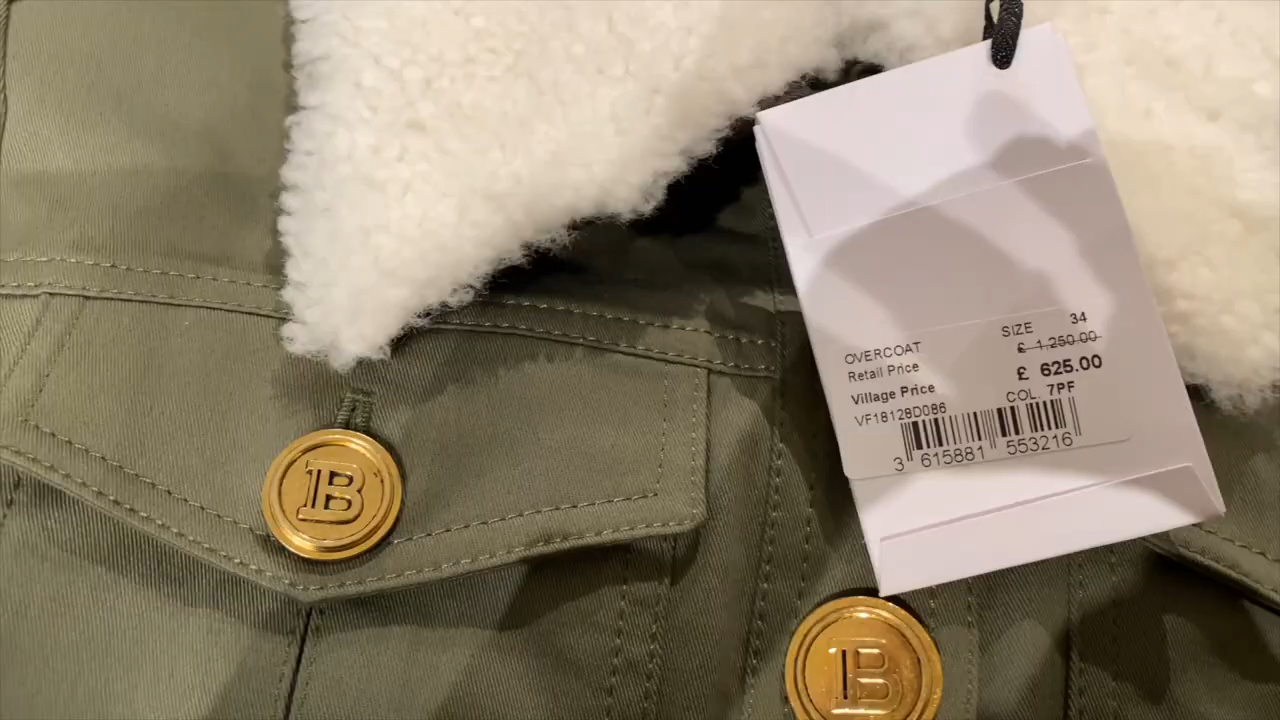 SIZE 34
OVERCOAT
£ 1,250.00
Retail Price
£ 625.00
Village Price
COL. 7PF
VF18128D086
3 615881 553216
B
B